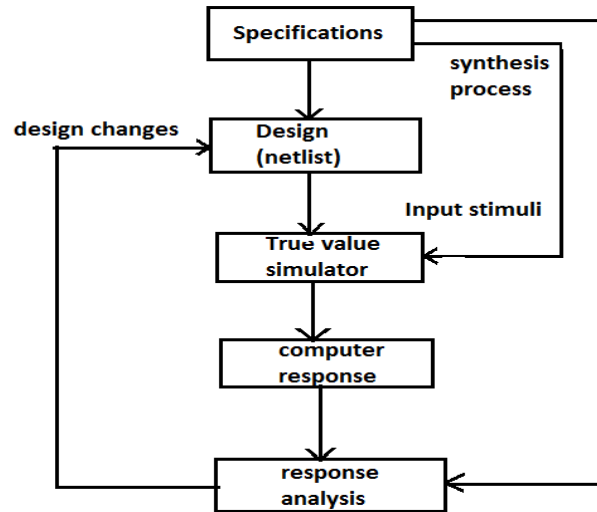 Specifications
synthesis
process
design changes
Design
(netlist)
Input stimuli
True value
simulator
computer
response
response
analysis